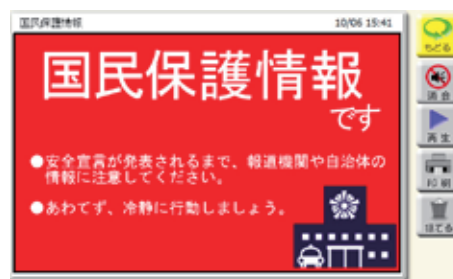 国民保護情報
10/06 15:41
国民保護情報
です
●安全宣言が発表されるまで、報道機関や自治体の
情報に注意してください。
●あわてず、冷静に行動しましょう。
もどる
消音
再生
印刷
捨てる